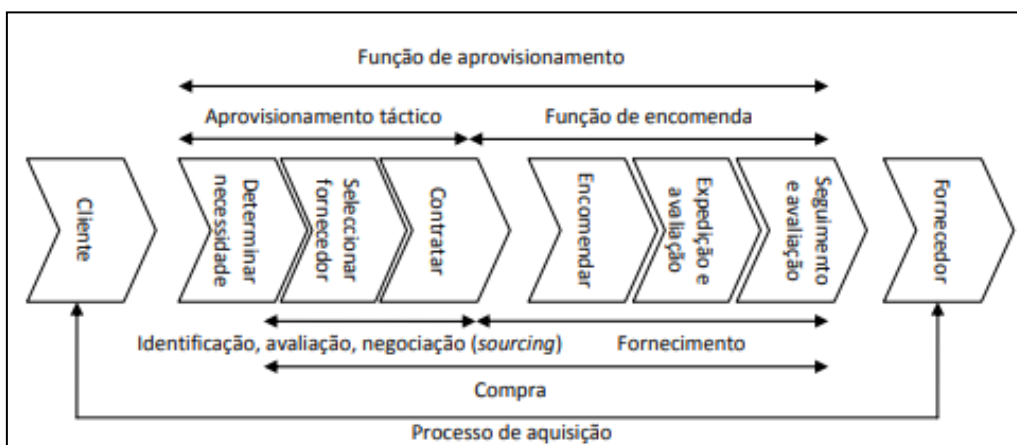 Função de aprovisionamento
Aprovisionamento táctico
Função de encomenda
Cliente
Determinar
necessidade
Seleccionar
fornecedor
Contratar
Encomendar
Expedição e
avaliação
Seguimento
e avaliação
Fornecedor
Identificação, avaliação, negociação (sourcing)
Fornecimento
Compra
Processo de aquisição